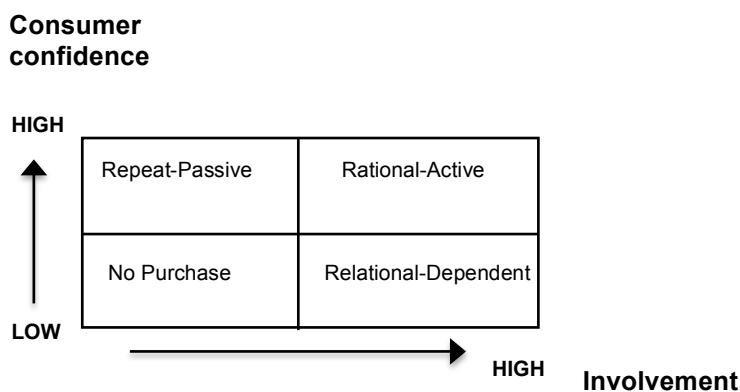 Consumer
confidence
HIGH
Repeat-Passive
Rational-Active
No Purchase
Relational-Dependent
LOW
HIGH
Involvement